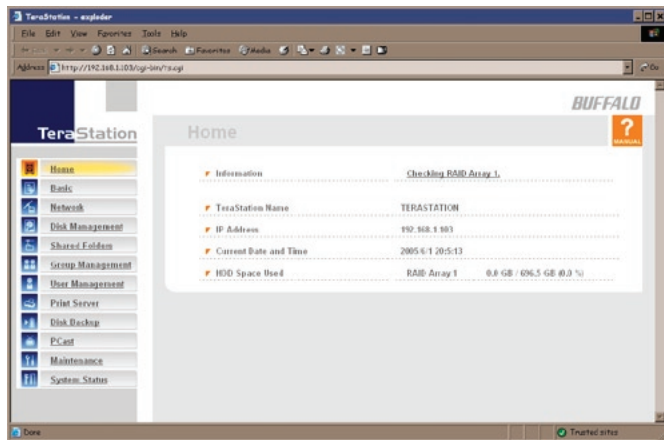 TeraStation - exploder
File Edit View Favorites Tools Help
Search Favorites Media
Address http://192.168.1.103/cgi-bin/ts.cgi Go
BUFFALO
TeraStation
Home
?
MANUAL
Home
Basic
Network
Disk Management
Shared Folders
Group Management
User Management
Print Server
Disk Backup
PCast
Maintenance
System Status
Information Checking RAID Array 1.
TeraStation Name TERASTATION
IP Address 192.168.1.103
Current Date and Time 2005/6/1 20:5:13
HDD Space Used RAID Array 1 0.0 GB / 696.5 GB (0.0 %)
Done Trusted sites